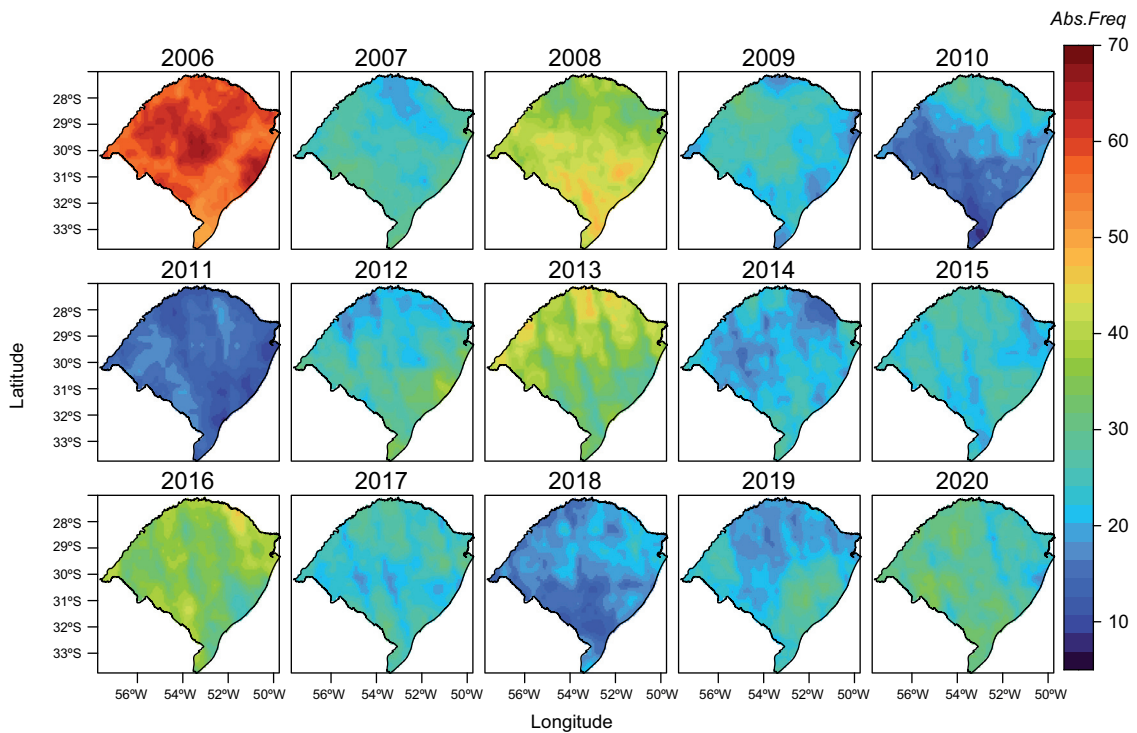 Abs.Freq
2006 2007 2008 2009 2010
28ºS
29ºS
30ºS
31ºS
32ºS
33ºS
2011 2012 2013 2014 2015
28ºS
29ºS
30ºS
31ºS
32ºS
33ºS
2016 2017 2018 2019 2020
28ºS
29ºS
30ºS
31ºS
32ºS
33ºS
56ºW 54ºW 52ºW 50ºW 56ºW 54ºW 52ºW 50ºW 56ºW 54ºW 52ºW 50ºW 56ºW 54ºW 52ºW 50ºW 56ºW 54ºW 52ºW 50ºW
Latitude
Longitude
70
60
50
40
30
20
10